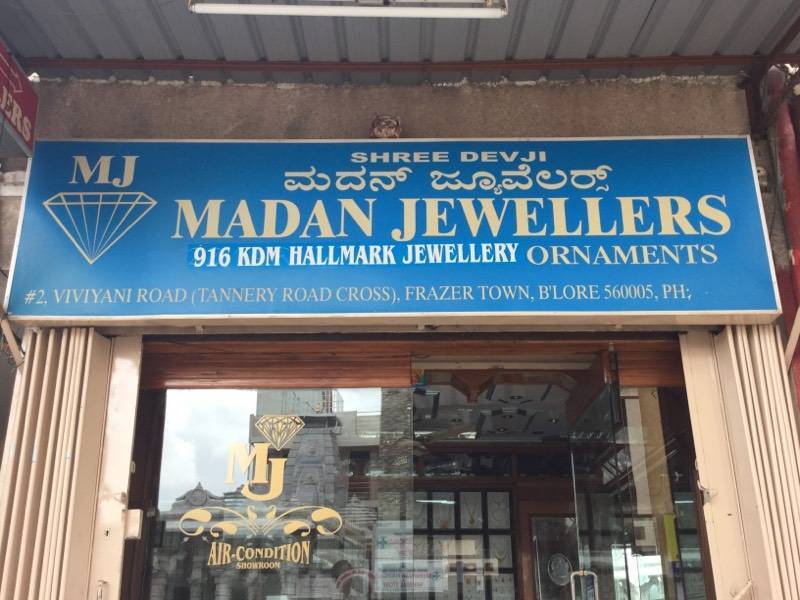 ERS
MJ
SHREE DEVJI
ಮದನ್ ಜ್ಯೂವೆಲರ್ಸ್
MADAN JEWELLERS
916 KDM HALLMARK JEWELLERY ORNAMENTS
#2, VIVIYANI ROAD (TANNERY ROAD CROSS), FRAZER TOWN, B'LORE 560005, PH;
MJ
AIR-CONDITION
SHOWROOM